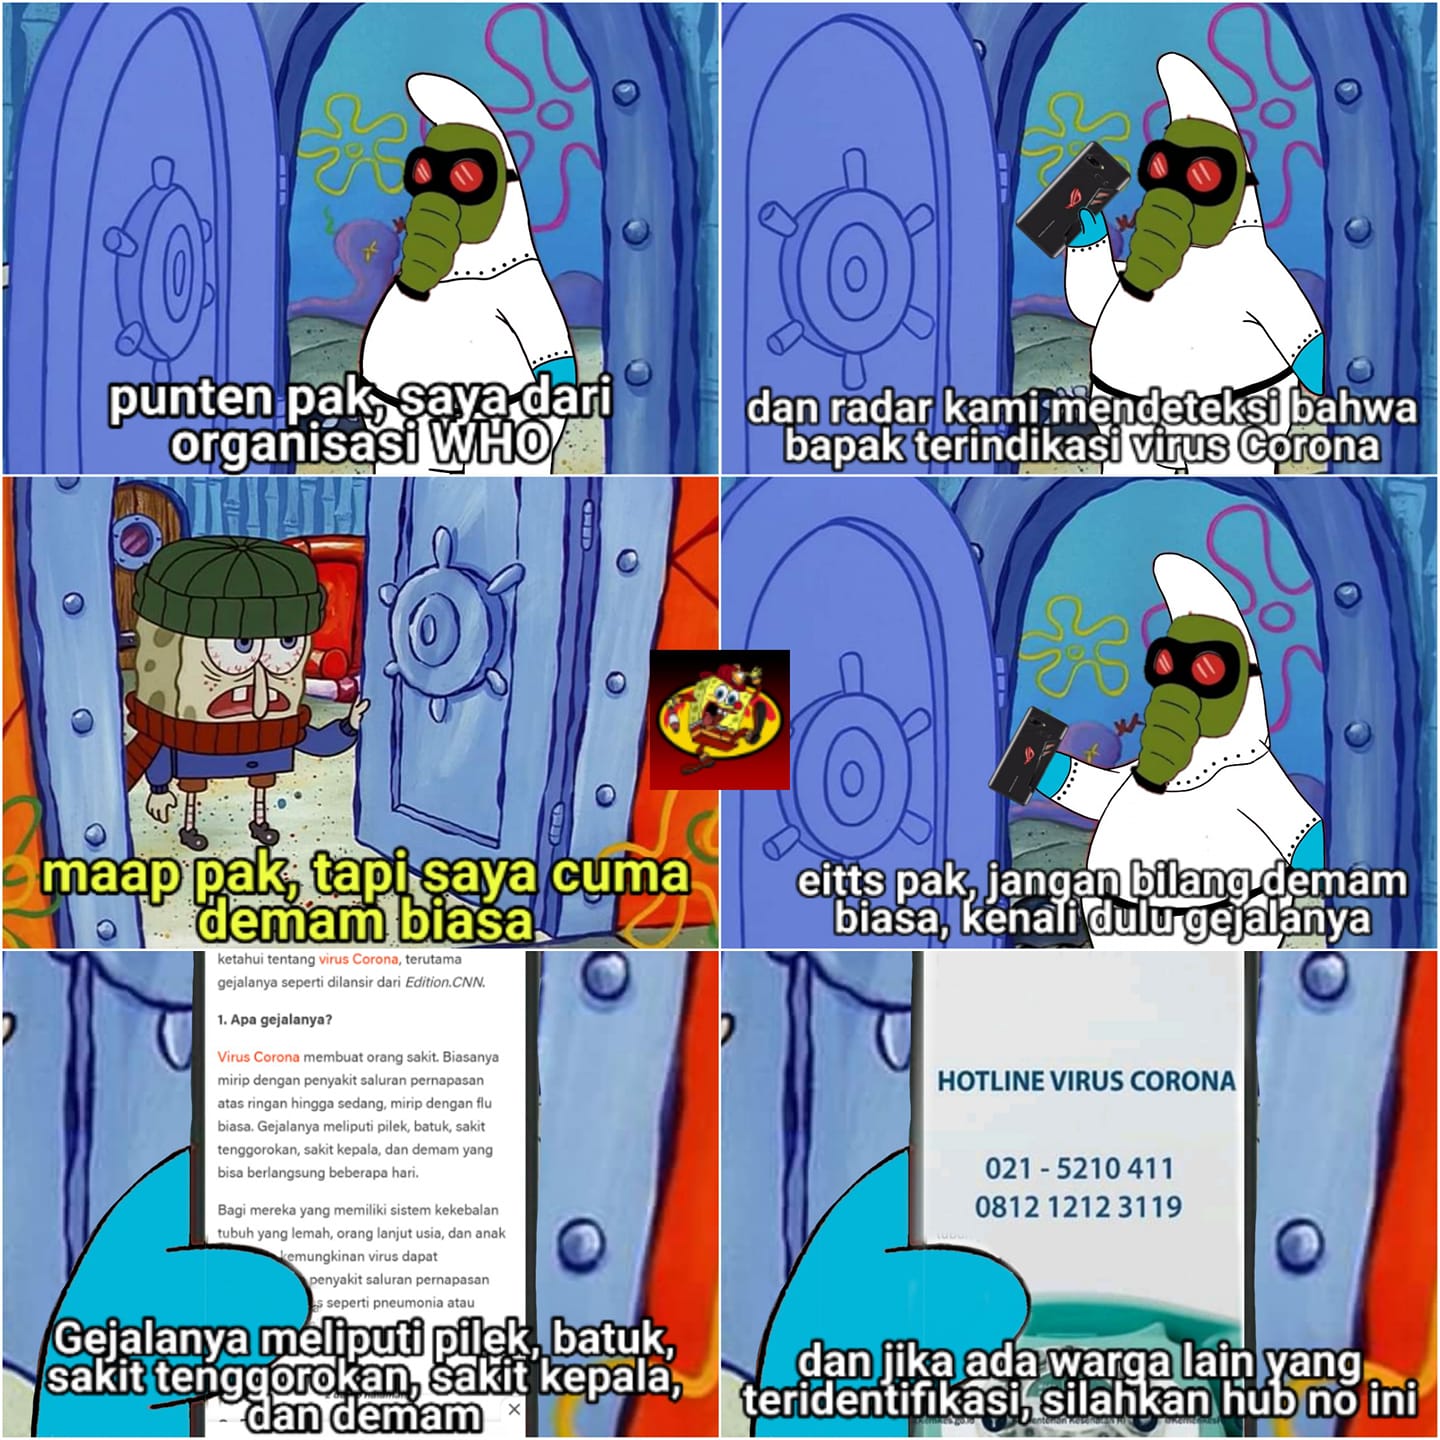 punten pak, saya dari
organisasi WHO
dan radar kami mendeteksi bahwa
bapak terindikasi virus Corona
maap pak, tapi saya cuma
demam biasa
eitts pak, jangan bilang demam
biasa, kenali dulu gejalanya
ketahui tentang virus Corona, terutama
gejalanya seperti dilansir dari Edition.CNN.
1. Apa gejalanya?
Virus Corona membuat orang sakit. Biasanya
mirip dengan penyakit saluran pernapasan
atas ringan hingga sedang, mirip dengan flu
biasa. Gejalanya meliputi pilek, batuk, sakit
tenggorokan, sakit kepala, dan demam yang
bisa berlangsung beberapa hari.
Bagi mereka yang memiliki sistem kekebalan
tubuh yang lemah, orang lanjut usia, dan anak
kemungkinan virus dapat
penyakit saluran pernapasan
seperti pneumonia atau
Gejalanya meliputi pilek, batuk,
sakit tenggorokan, sakit kepala,
dan demam
HOTLINE VIRUS CORONA
021 - 5210 411
0812 1212 3119
dan jika ada warga lain yang
teridentifikasi, silahkan hub no ini